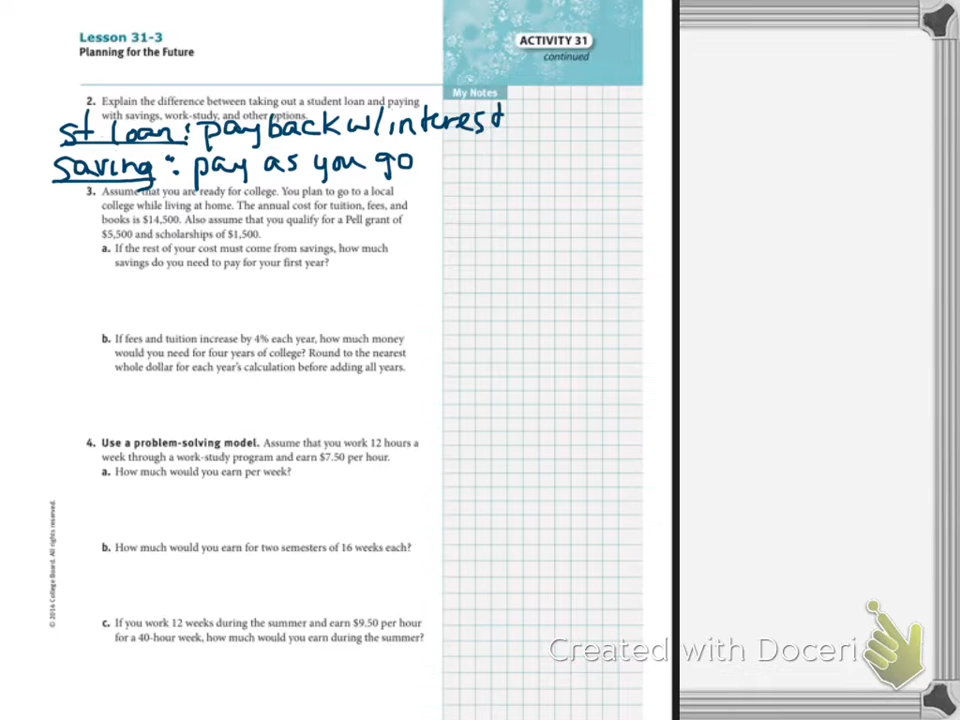 Lesson 31-3
Planning for the Future
ACTIVITY 31
continued
My Notes
2. Explain the difference between taking out a student loan and paying
with savings, work-study, and other options.
st loan: payback w/interest
saving: pay as you go
3. Assume that you are ready for college. You plan to go to a local
college while living at home. The annual cost for tuition, fees, and
books is $14,500. Also assume that you qualify for a Pell grant of
$5,500 and scholarships of $1,500.
a. If the rest of your cost must come from savings, how much
savings do you need to pay for your first year?
b. If fees and tuition increase by 4% each year, how much money
would you need for four years of college? Round to the nearest
whole dollar for each year's calculation before adding all years.
4. Use a problem-solving model. Assume that you work 12 hours a
week through a work-study program and earn $7.50 per hour.
a. How much would you earn per week?
b. How much would you earn for two semesters of 16 weeks each?
c. If you work 12 weeks during the summer and earn $9.50 per hour
for a 40-hour week, how much would you earn during the summer?
© 2014 College Board. All rights reserved.
Created with Doceri